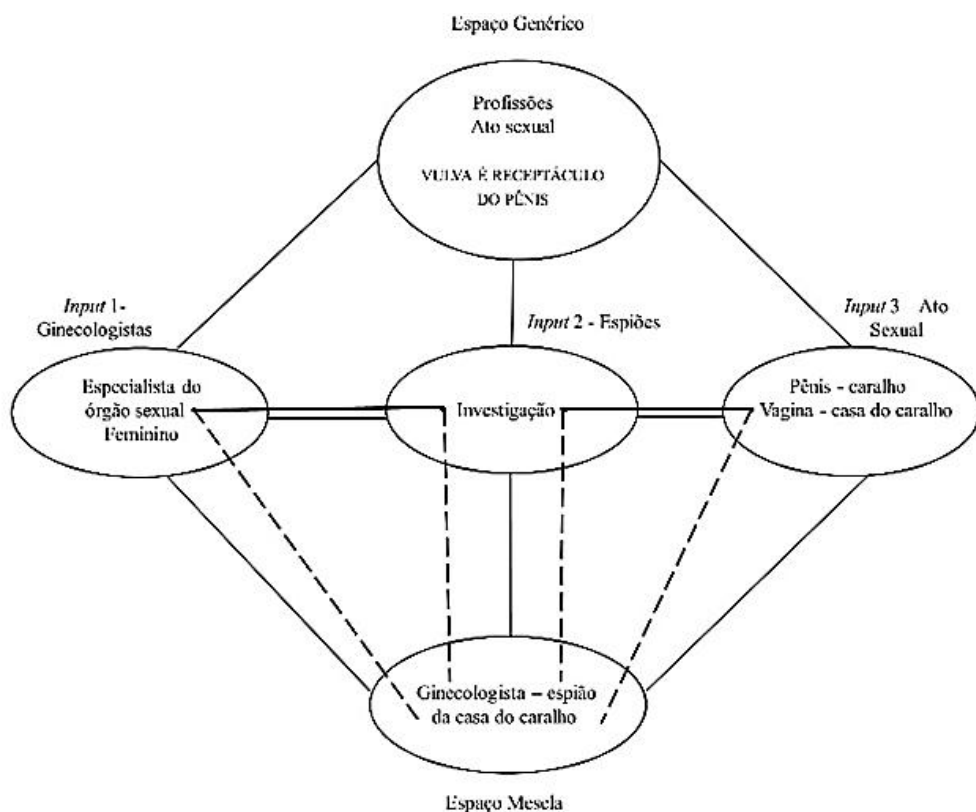 Espaço Genérico
Profissões
Ato sexual
VULVA É RECEPTÁCULO
DO PÊNIS
Input 1-
Ginecologistas
Input 2 - Espiões
Input 3 – Ato
Sexual
Especialista do
órgão sexual
Feminino
Investigação
Pênis - caralho
Vagina - casa do caralho
Ginecologista – espião
da casa do caralho
Espaço Mescla